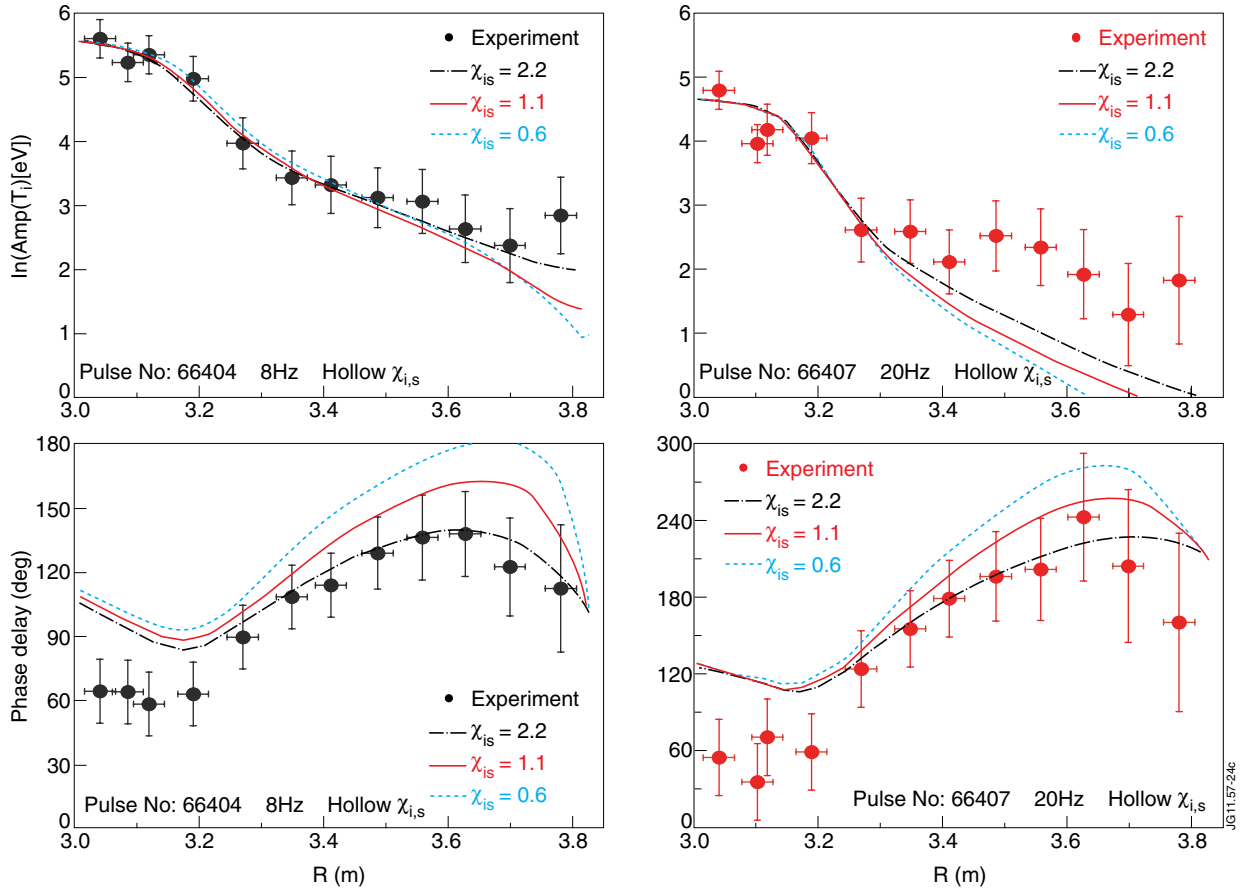 6
5
4
3
2
1
0
ln(Amp(Tᵢ)[eV])
Experiment
χᵢₛ = 2.2
χᵢₛ = 1.1
χᵢₛ = 0.6
Pulse No: 66404 8Hz Hollow χᵢ,ₛ
3.0 3.2 3.4 3.6 3.8
6
5
4
3
2
1
0
Experiment
χᵢₛ = 2.2
χᵢₛ = 1.1
χᵢₛ = 0.6
Pulse No: 66407 20Hz Hollow χᵢ,ₛ
3.0 3.2 3.4 3.6 3.8
180
150
120
90
60
30
0
Phase delay (deg)
Experiment
χᵢₛ = 2.2
χᵢₛ = 1.1
χᵢₛ = 0.6
Pulse No: 66404 8Hz Hollow χᵢ,ₛ
3.0 3.2 3.4 3.6 3.8
R (m)
300
240
180
120
60
0
Experiment
χᵢₛ = 2.2
χᵢₛ = 1.1
χᵢₛ = 0.6
Pulse No: 66407 20Hz Hollow χᵢ,ₛ
3.0 3.2 3.4 3.6 3.8
R (m)
JG11.57-24c